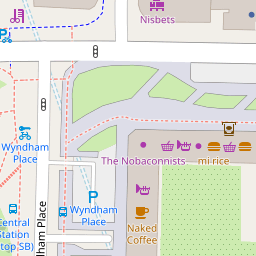 Nisbets
Wyndham
Place
The Nobaconnists
mi rice
P
Wyndham
Place
Naked
Coffee
Central
Station
(Stop SB)
dham Place